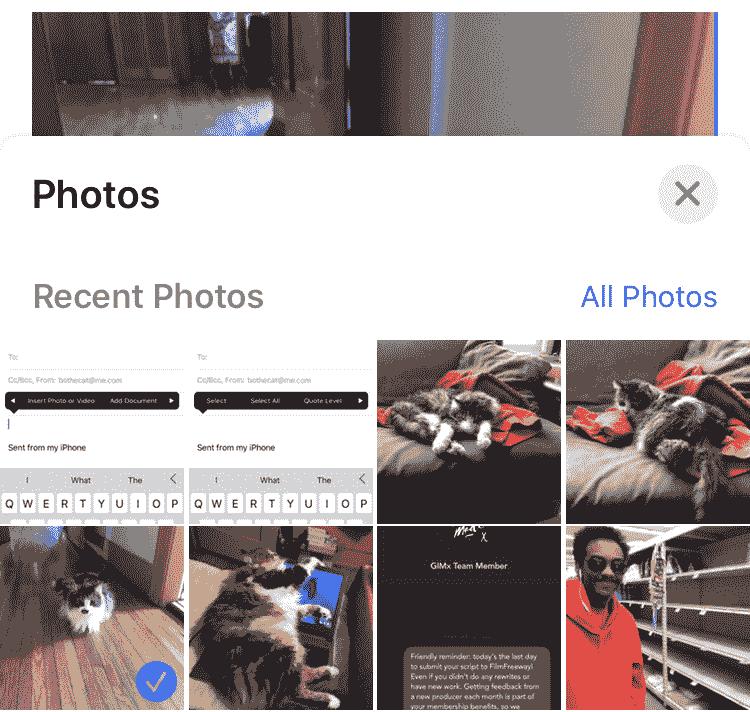 Photos
Recent Photos
All Photos
To:
Cc/Bcc, From: bothecat@me.com
Insert Photo or Video Add Document
Sent from my iPhone
I What The
Q W E R T Y U I O P
To:
Cc/Bcc, From: bothecat@me.com
Select Select All Quote Level
Sent from my iPhone
I What The
Q W E R T Y U I O P
GIMx Team Member
Friendly reminder: today's the last day
to submit your script to FilmFreeway!
Even if you didn't do any rewrites or
have new work. Getting feedback from
a new producer each month is part of
your membership benefits, so we